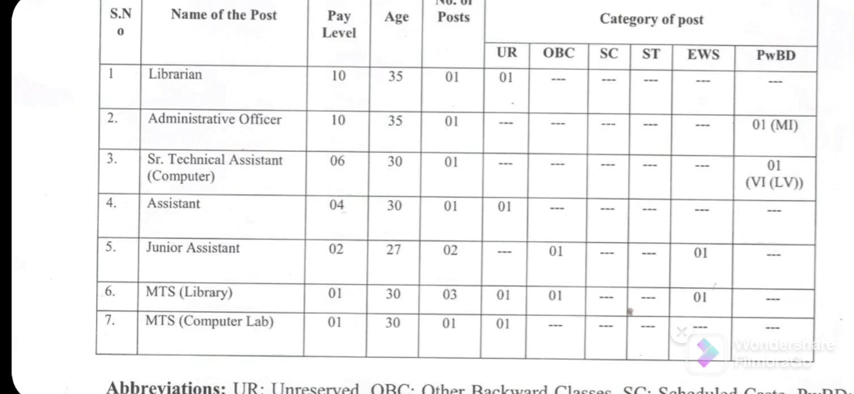 S.N
o
Name of the Post
Pay
Level
Age
No. of
Posts
Category of post
UR OBC SC ST EWS PwBD
1 Librarian 10 35 01 01 --- --- --- --- ---
2. Administrative Officer 10 35 01 --- --- --- --- --- 01 (MI)
3. Sr. Technical Assistant
(Computer) 06 30 01 --- --- --- --- --- 01
(VI (LV))
4. Assistant 04 30 01 01 --- --- --- --- ---
5. Junior Assistant 02 27 02 --- 01 --- --- 01 ---
6. MTS (Library) 01 30 03 01 01 --- --- 01 ---
7. MTS (Computer Lab) 01 30 01 01 --- --- --- --- ---
Wondershare
FilmoraGo
Abbreviations: UR: Unreserved, OBC: Other Backward Classes, SC: Scheduled Caste, PwBD: